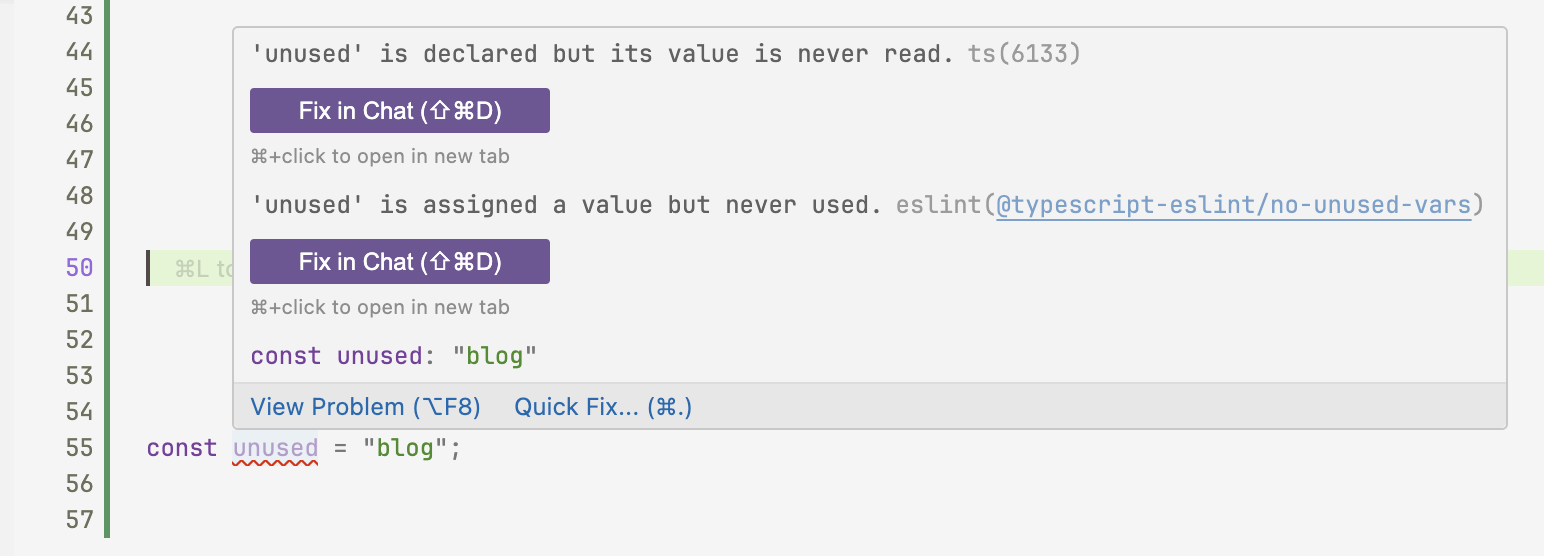 43
44
45
46
47
48
49
50
51
52
53
54
55
56
57
'unused' is declared but its value is never read. ts(6133)
Fix in Chat (⇧⌘D)
⌘+click to open in new tab
'unused' is assigned a value but never used. eslint(@typescript-eslint/no-unused-vars)
Fix in Chat (⇧⌘D)
⌘+click to open in new tab
⌘L to
const unused: "blog"
View Problem (⌥F8) Quick Fix... (⌘.)
const unused = "blog";